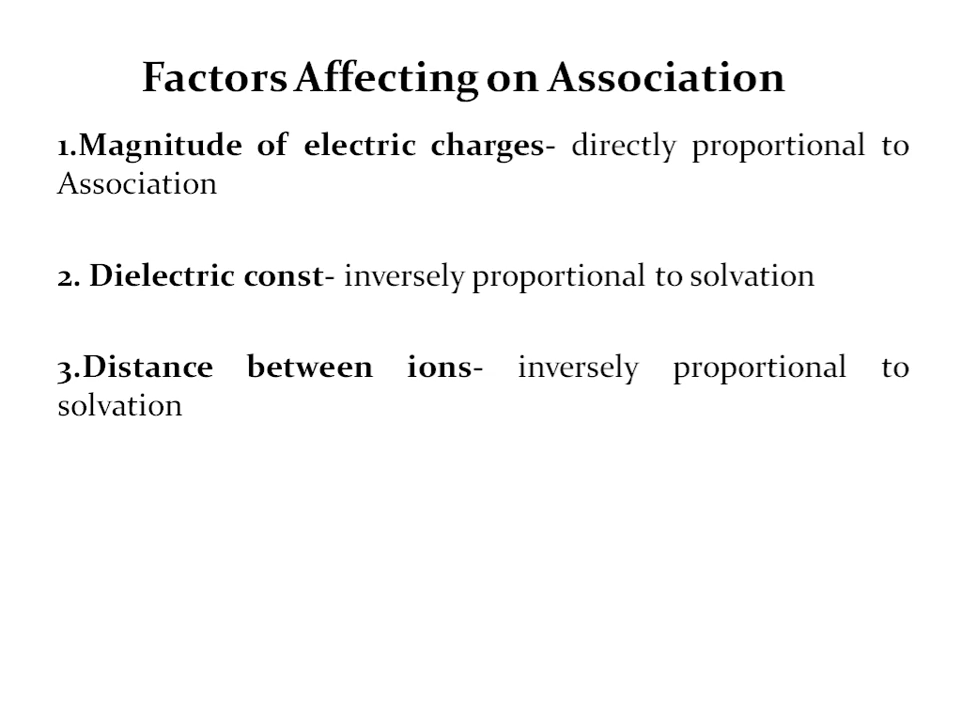 Factors Affecting on Association
1.Magnitude of electric charges- directly proportional to
Association
2. Dielectric const- inversely proportional to solvation
3.Distance between ions- inversely proportional to
solvation